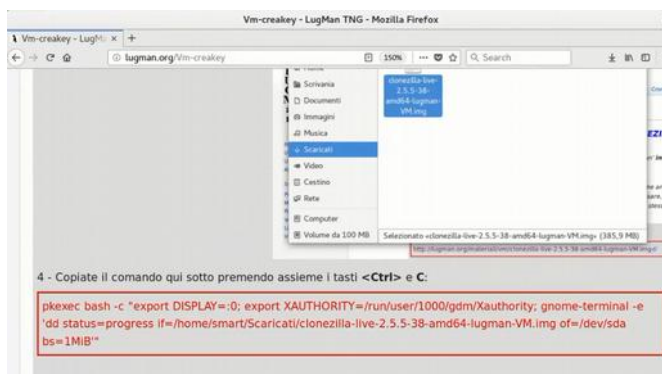 Vm-creakey - LugMan TNG - Mozilla Firefox
Vm-creakey - LugM
lugman.org/Vm-creakey
150%
Search
Scrivania
Documenti
Immagini
Musica
Scaricati
Video
Cestino
Rete
Computer
Volume da 100 MB
clonezilla-live-
2.5.5-38-
amd64-lugman-
VM.img
Selezionato «clonezilla-live-2.5.5-38-amd64-lugman-VM.img» (385,9 MB)
4 - Copiate il comando qui sotto premendo assieme i tasti <Ctrl> e C:
pkexec bash -c "export DISPLAY=:0; export XAUTHORITY=/run/user/1000/gdm/Xauthority; gnome-terminal -e
'dd status=progress if=/home/smart/Scaricati/clonezilla-live-2.5.5-38-amd64-lugman-VM.img of=/dev/sda
bs=1MiB'"